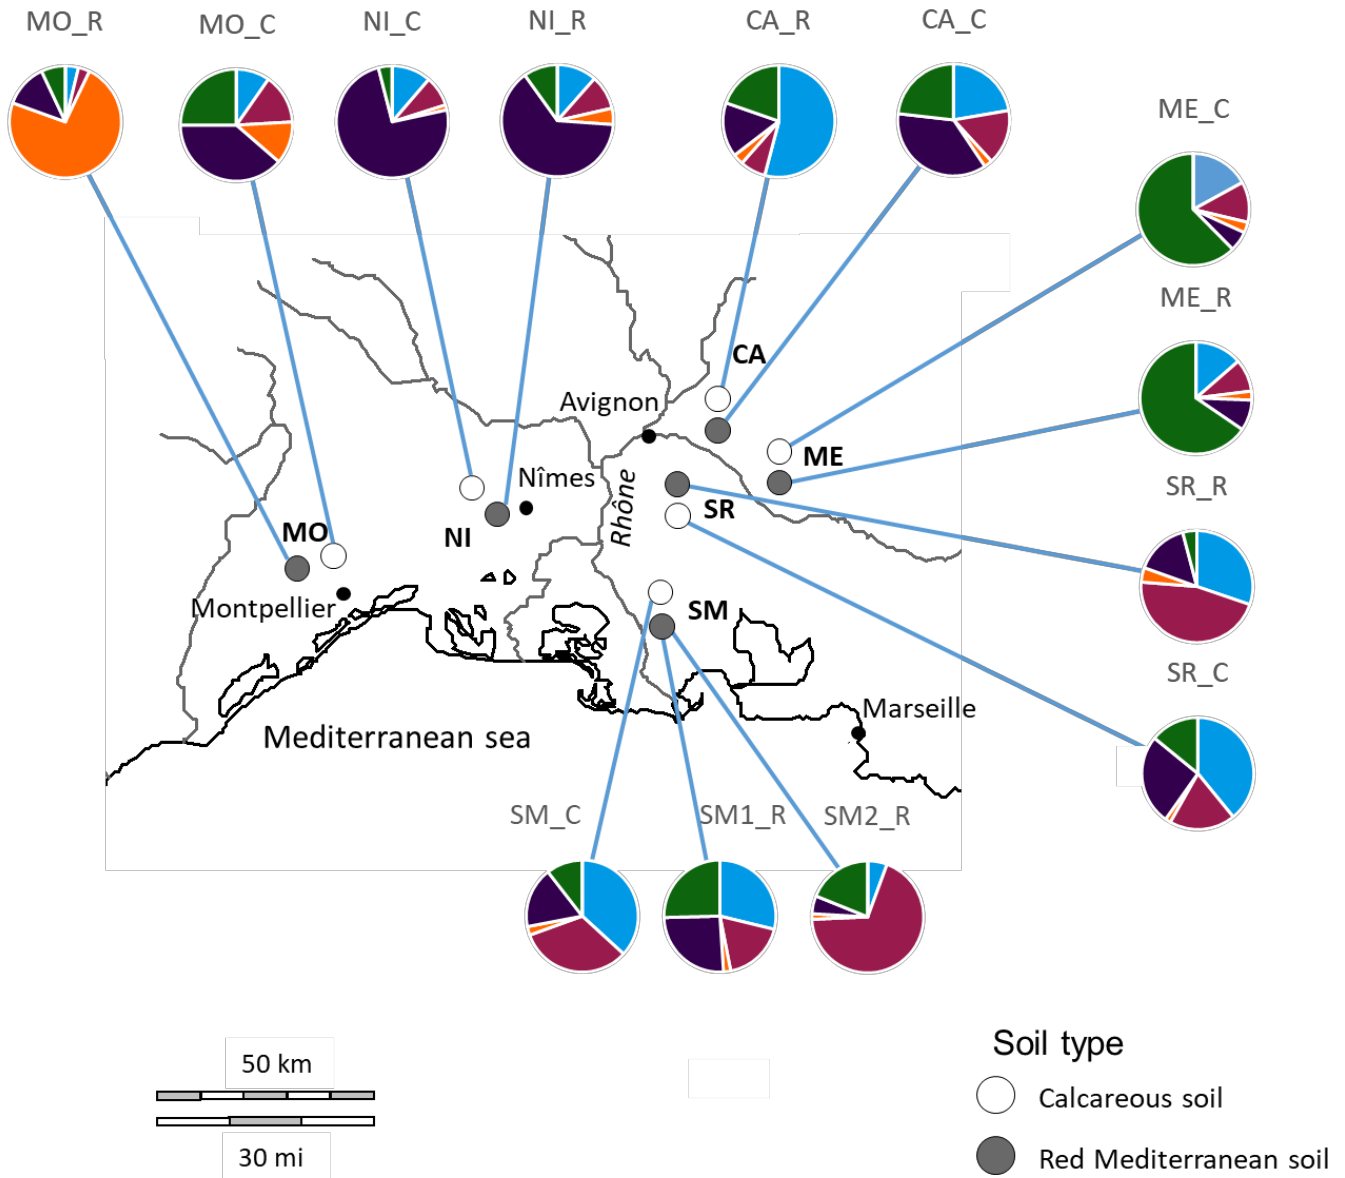 MO_R
MO_C
NI_C
NI_R
CA_R
CA_C
ME_C
ME_R
CA
Avignon
ME
Nîmes
Rhône
SR
SR_R
NI
MO
Montpellier
SM
SR_C
Marseille
Mediterranean sea
SM_C
SM1_R
SM2_R
50 km
30 mi
Soil type
Calcareous soil
Red Mediterranean soil